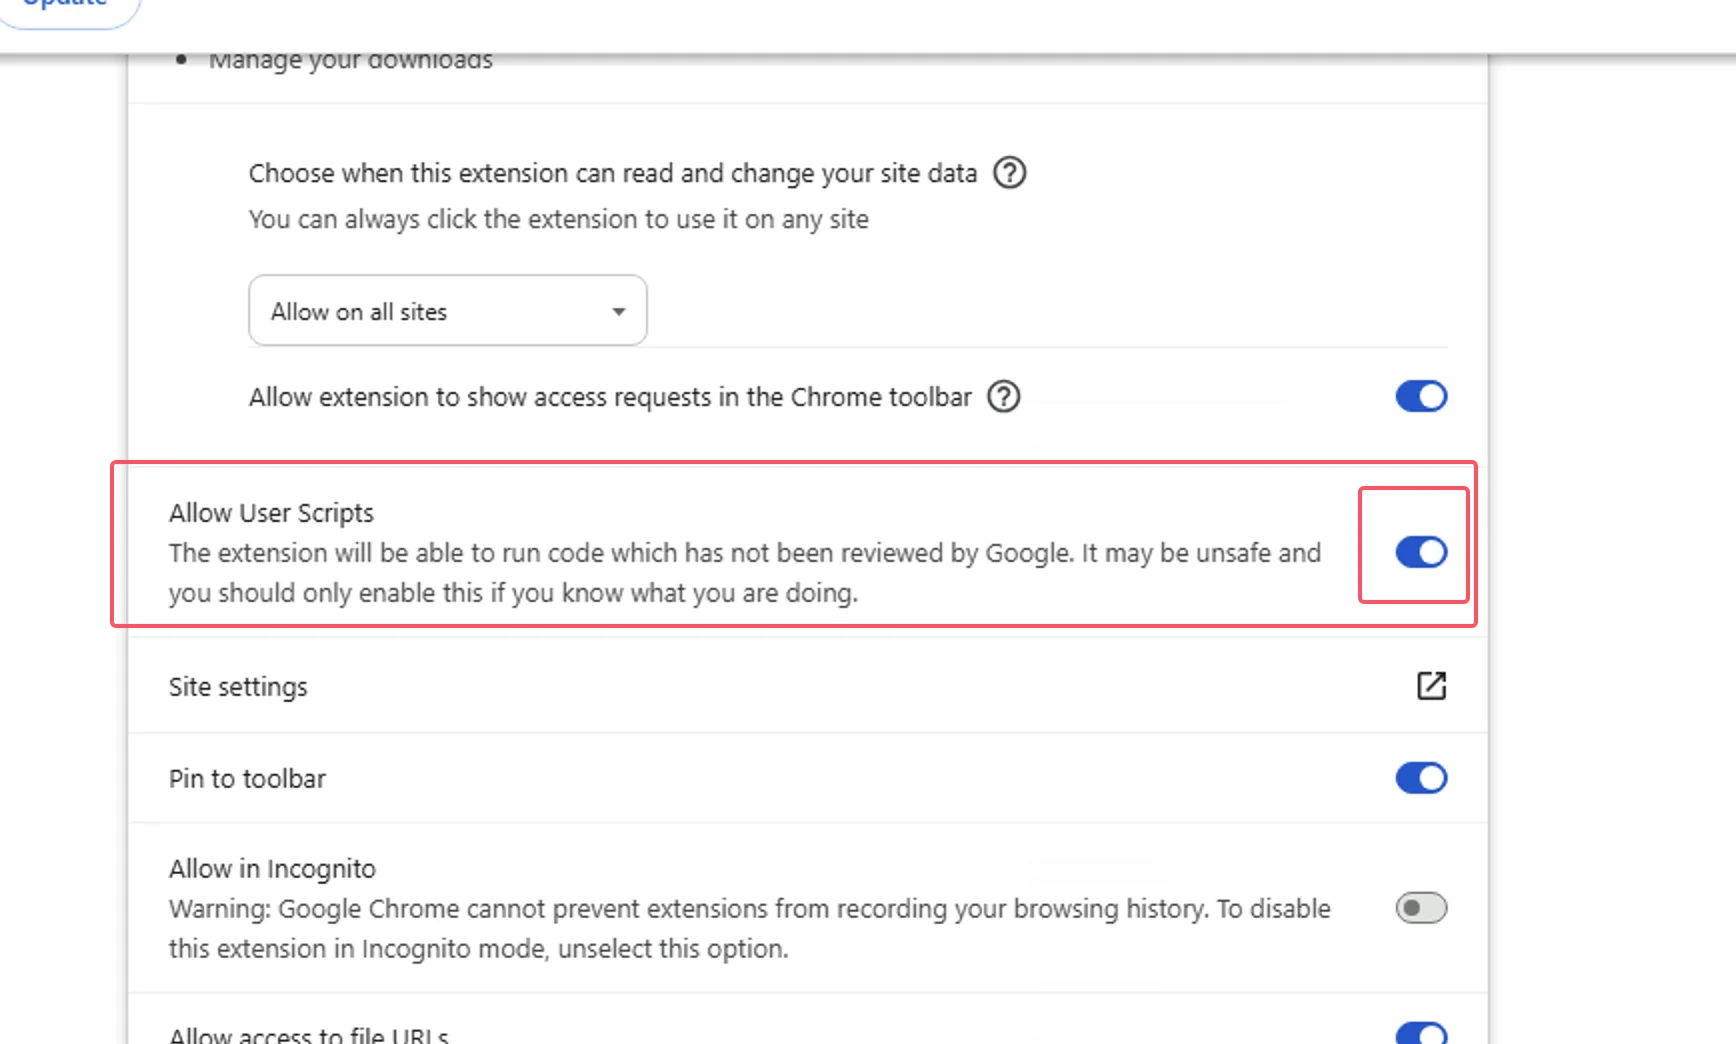 Update
Manage your downloads
Choose when this extension can read and change your site data
You can always click the extension to use it on any site
Allow on all sites
Allow extension to show access requests in the Chrome toolbar
Allow User Scripts
The extension will be able to run code which has not been reviewed by Google. It may be unsafe and
you should only enable this if you know what you are doing.
Site settings
Pin to toolbar
Allow in Incognito
Warning: Google Chrome cannot prevent extensions from recording your browsing history. To disable
this extension in Incognito mode, unselect this option.
Allow access to file URLs